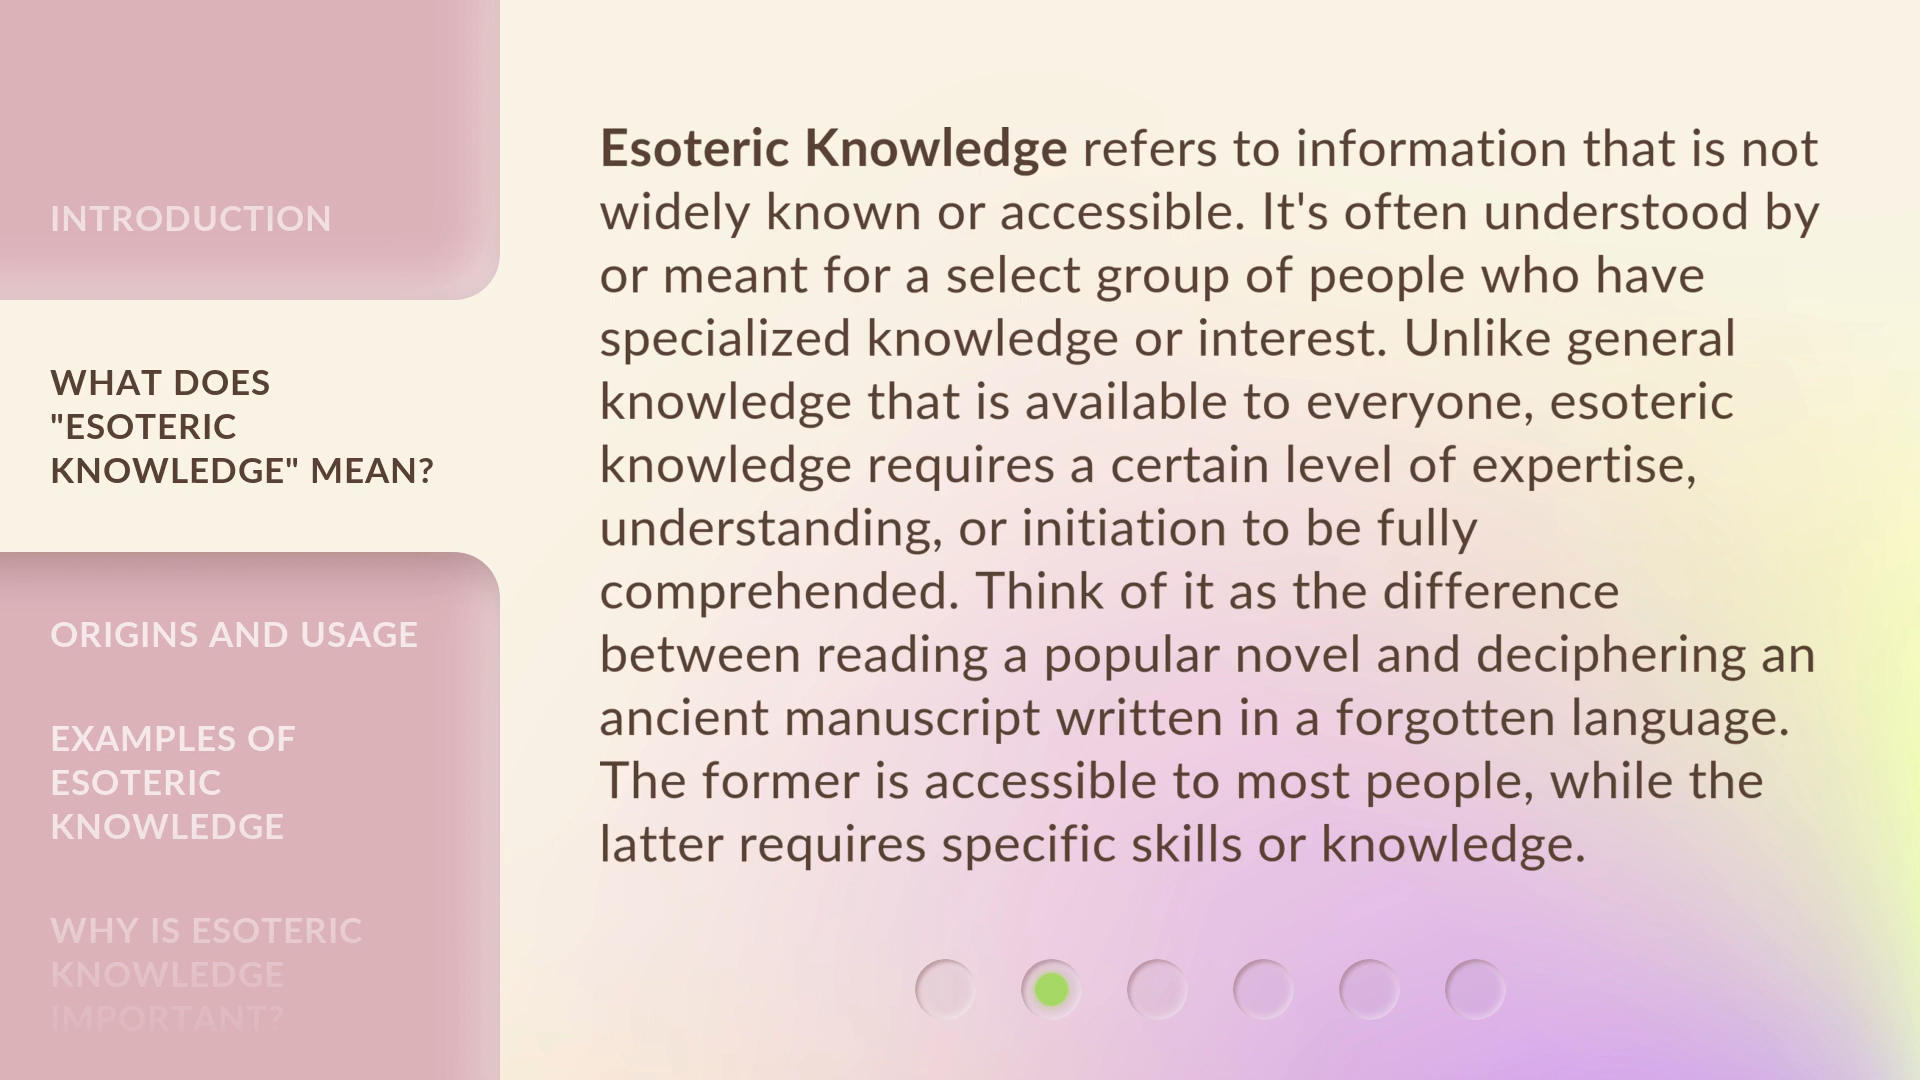 INTRODUCTION
WHAT DOES
"ESOTERIC
KNOWLEDGE" MEAN?
ORIGINS AND USAGE
EXAMPLES OF
ESOTERIC
KNOWLEDGE
WHY IS ESOTERIC
KNOWLEDGE
IMPORTANT?
Esoteric Knowledge refers to information that is not
widely known or accessible. It's often understood by
or meant for a select group of people who have
specialized knowledge or interest. Unlike general
knowledge that is available to everyone, esoteric
knowledge requires a certain level of expertise,
understanding, or initiation to be fully
comprehended. Think of it as the difference
between reading a popular novel and deciphering an
ancient manuscript written in a forgotten language.
The former is accessible to most people, while the
latter requires specific skills or knowledge.